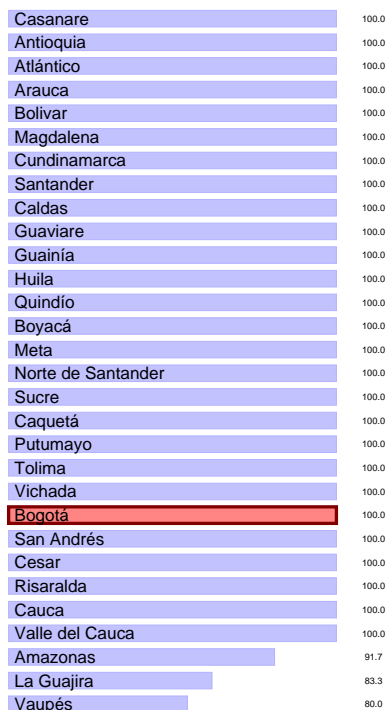 Casanare 100.0
Antioquia 100.0
Atlántico 100.0
Arauca 100.0
Bolivar 100.0
Magdalena 100.0
Cundinamarca 100.0
Santander 100.0
Caldas 100.0
Guaviare 100.0
Guainía 100.0
Huila 100.0
Quindío 100.0
Boyacá 100.0
Meta 100.0
Norte de Santander 100.0
Sucre 100.0
Caquetá 100.0
Putumayo 100.0
Tolima 100.0
Vichada 100.0
Bogotá 100.0
San Andrés 100.0
Cesar 100.0
Risaralda 100.0
Cauca 100.0
Valle del Cauca 100.0
Amazonas 91.7
La Guajira 83.3
Vaupés 80.0